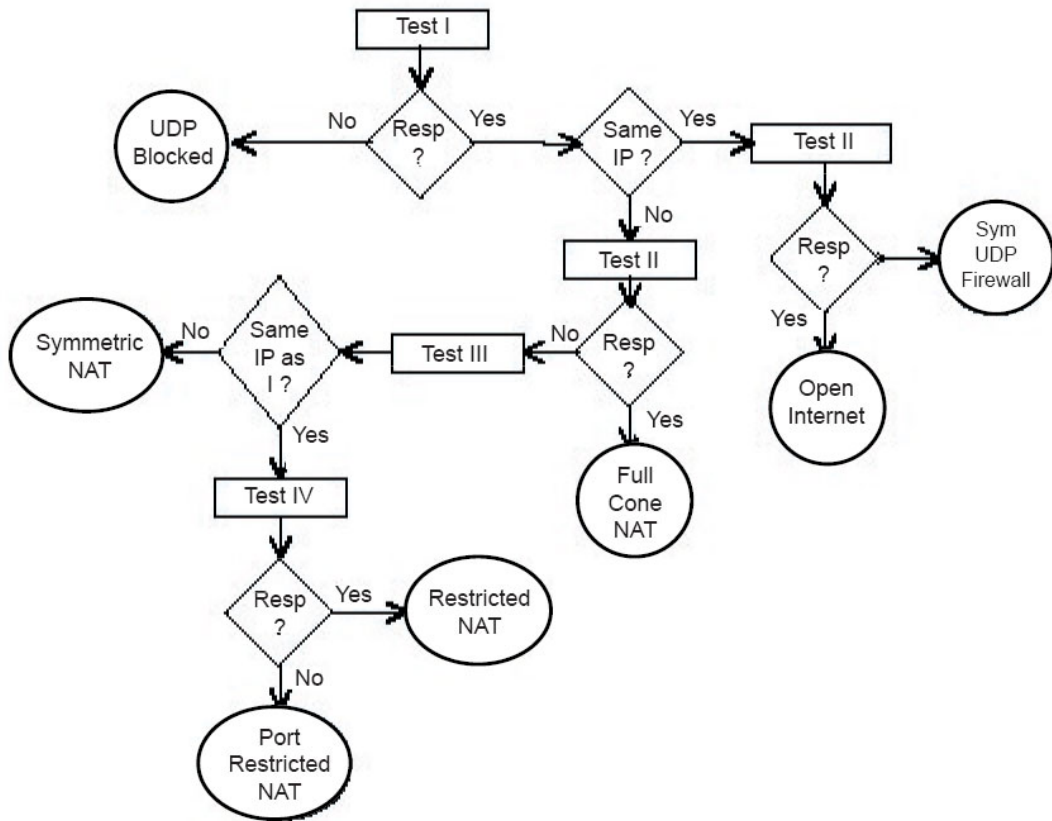 Test I
UDP
Blocked
No
Resp
?
Yes
Same
IP ?
Yes
Test II
No
Resp
?
Sym
UDP
Firewall
Yes
Open
Internet
Test II
Resp
?
No
Yes
Full
Cone
NAT
Test III
Same
IP as
I ?
No
Symmetric
NAT
Yes
Test IV
Resp
?
Yes
Restricted
NAT
No
Port
Restricted
NAT